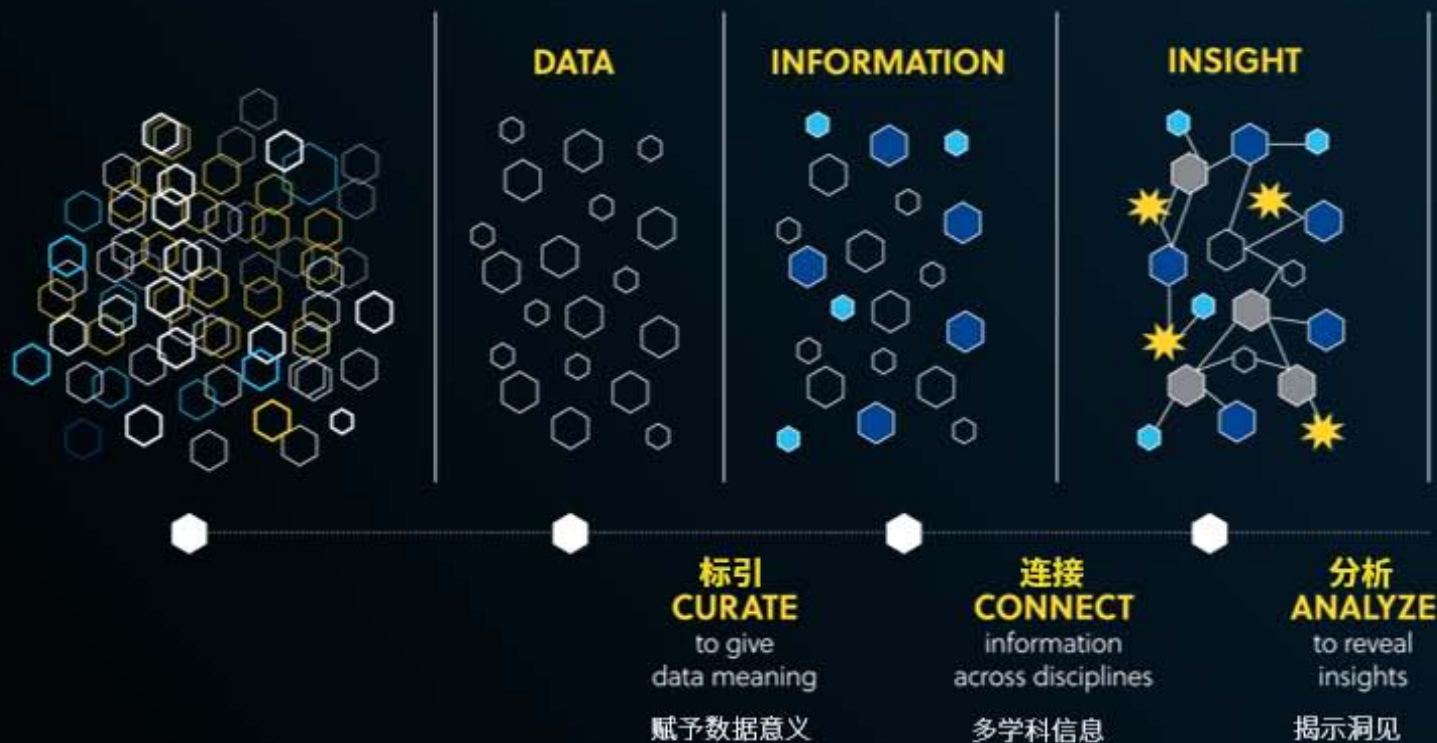 DATA
INFORMATION
INSIGHT
标引
CURATE
to give
data meaning
赋予数据意义
连接
CONNECT
information
across disciplines
多学科信息
分析
ANALYZE
to reveal
insights
揭示洞见